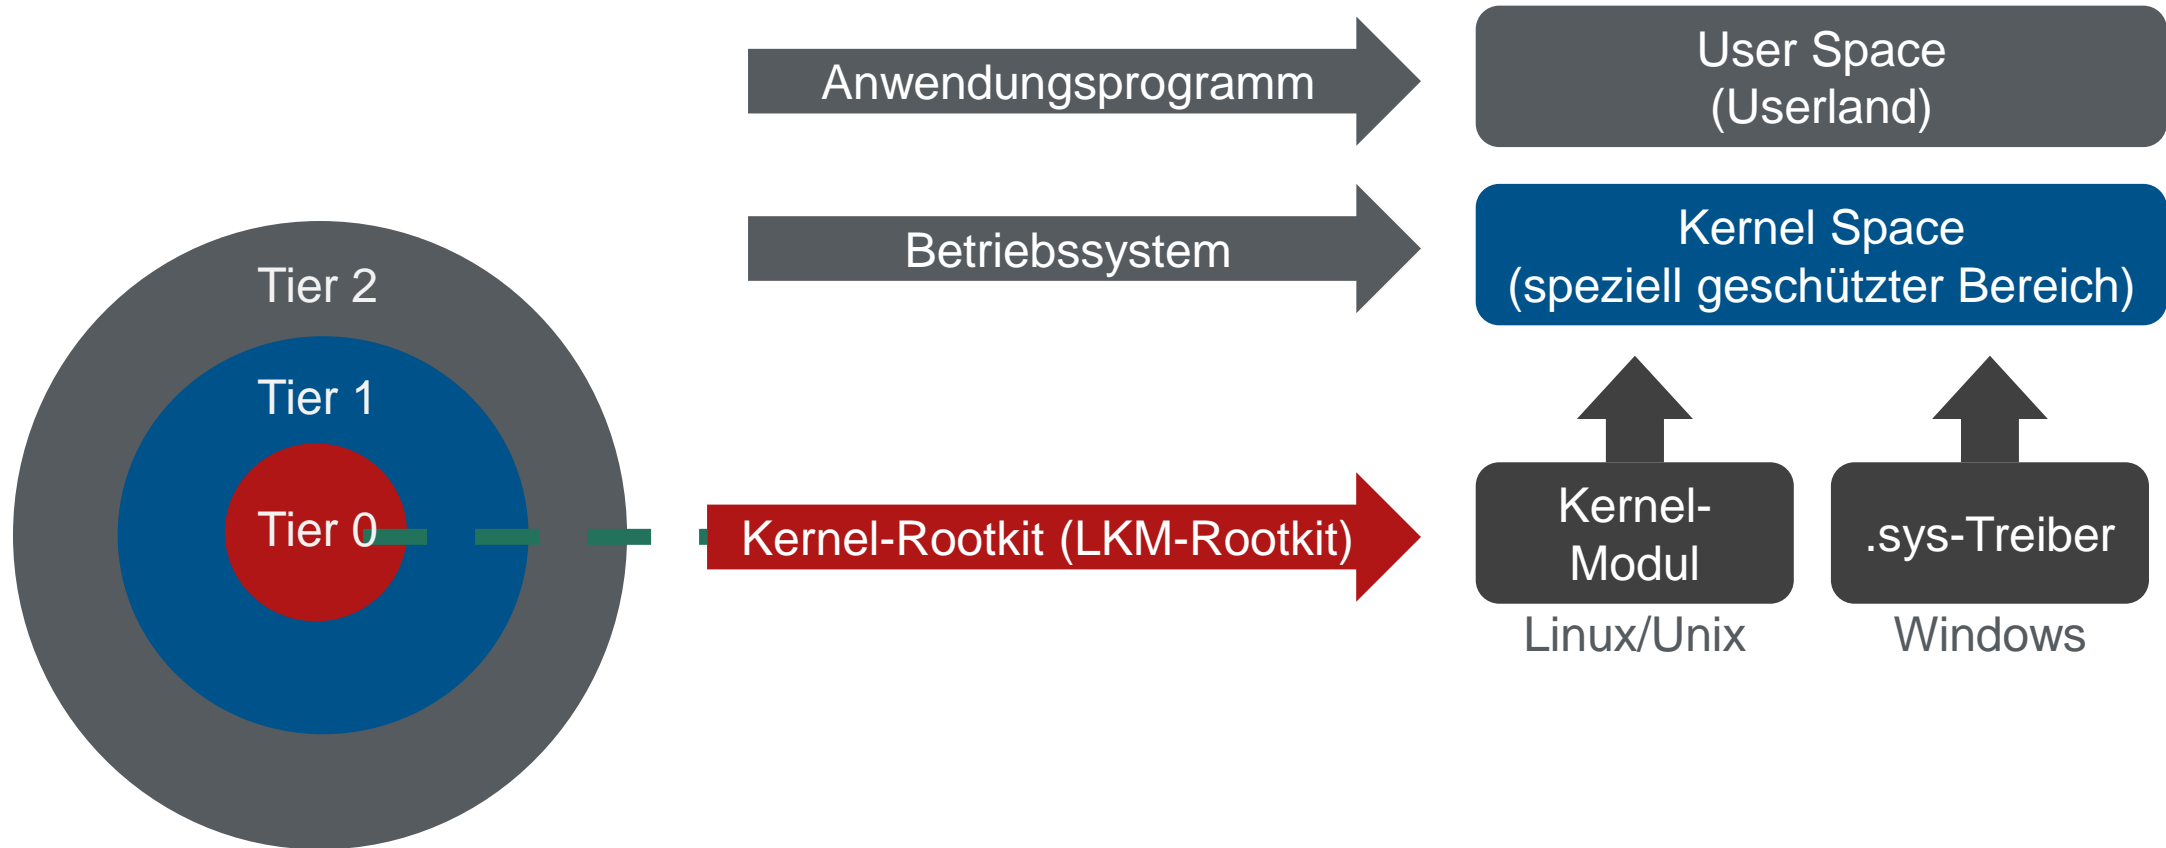 Anwendungsprogramm
User Space
(Userland)
Betriebssystem
Kernel Space
(speziell geschützter Bereich)
Tier 2
Tier 1
Tier 0
Kernel-Rootkit (LKM-Rootkit)
Kernel-
Modul
.sys-Treiber
Linux/Unix
Windows